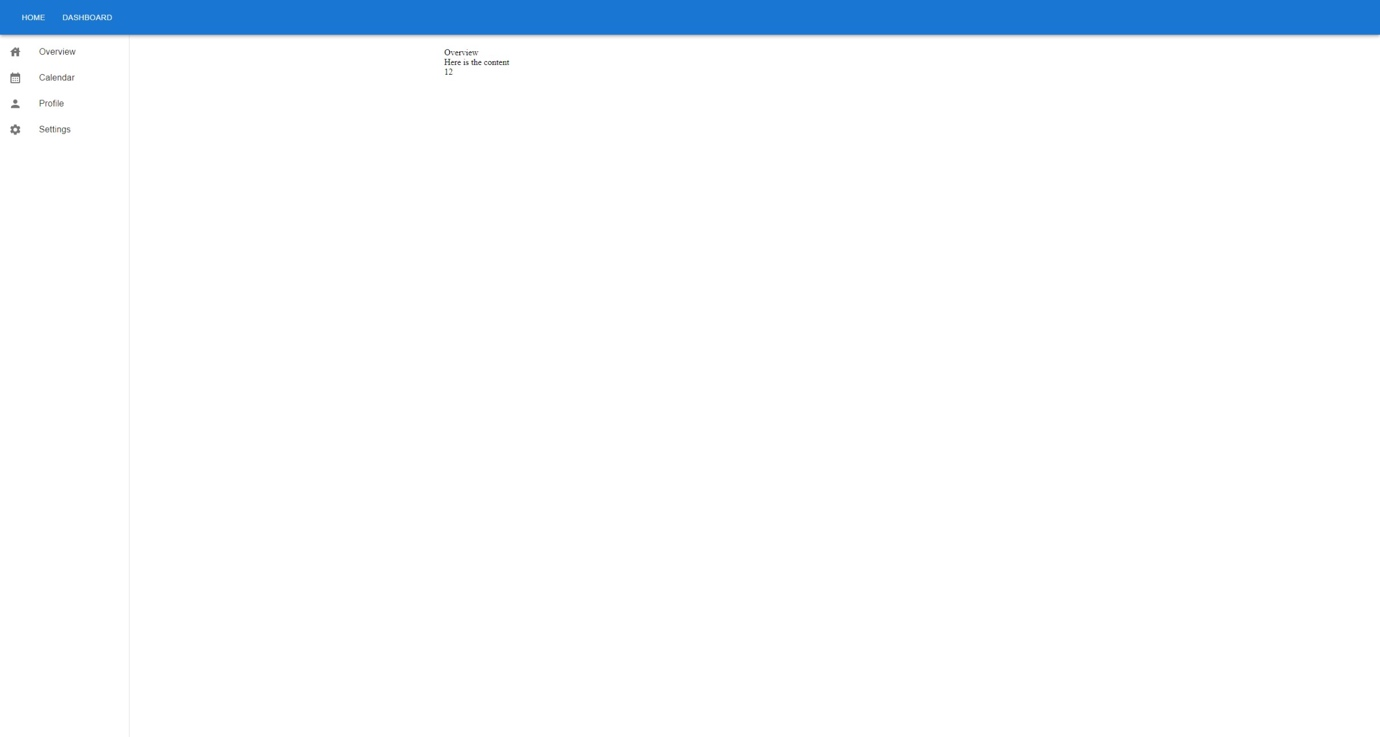 HOME DASHBOARD
Overview
Calendar
Profile
Settings
Overview
Here is the content
12